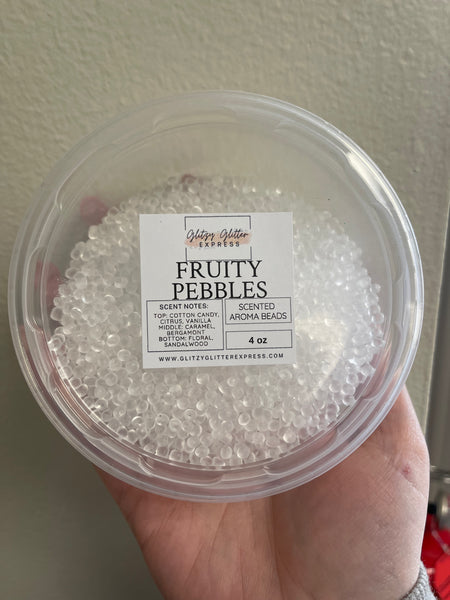 Glitzy Glitter
EXPRESS
FRUITY
PEBBLES
SCENT NOTES:
TOP: COTTON CANDY,
CITRUS, VANILLA
MIDDLE: CARAMEL,
BERGAMONT
BOTTOM: FLORAL,
SANDALWOOD
SCENTED
AROMA BEADS
4 oz
WWW.GLITZYGLITTEREXPRESS.COM